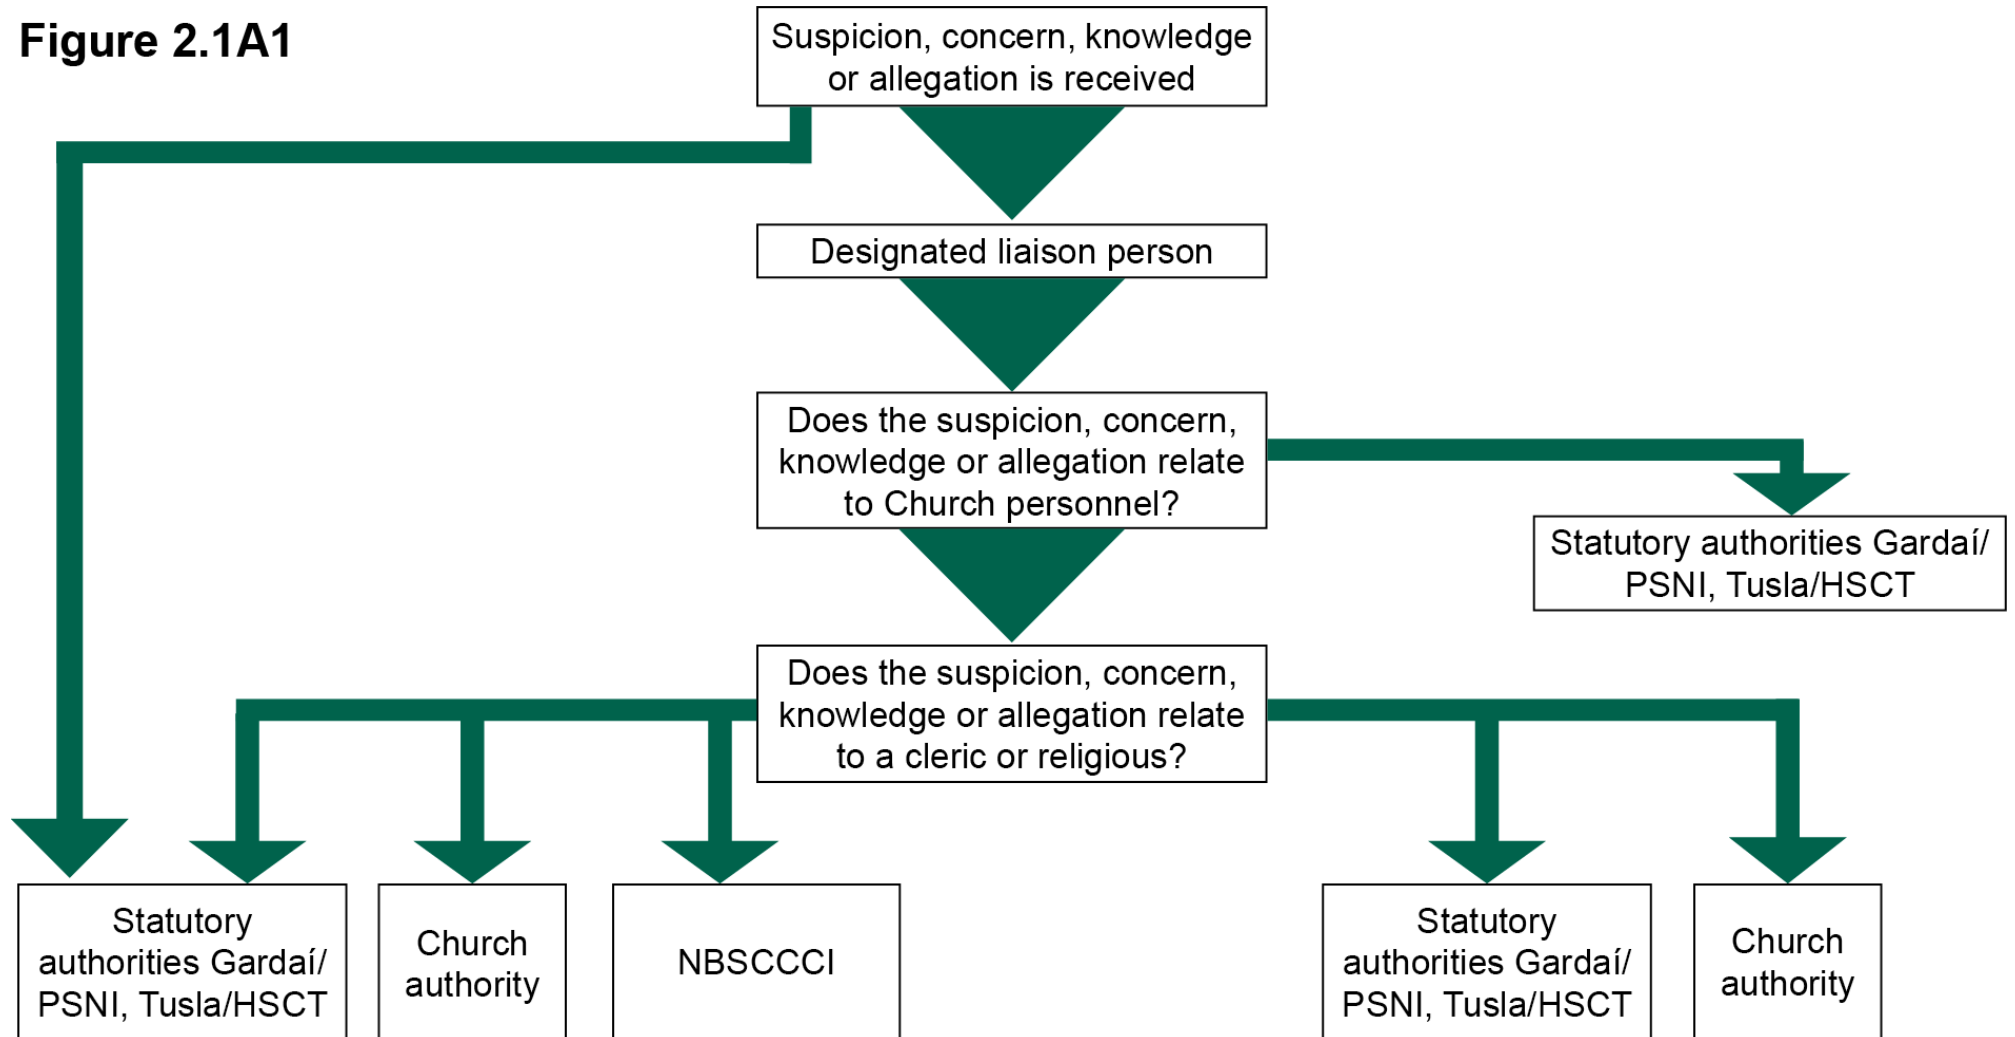 Figure 2.1A1
Suspicion, concern, knowledge
or allegation is received
Designated liaison person
Does the suspicion, concern,
knowledge or allegation relate
to Church personnel?
Statutory authorities Gardaí/
PSNI, Tusla/HSCT
Does the suspicion, concern,
knowledge or allegation relate
to a cleric or religious?
Statutory
authorities Gardaí/
PSNI, Tusla/HSCT
Church
authority
NBSCCCI
Statutory
authorities Gardaí/
PSNI, Tusla/HSCT
Church
authority